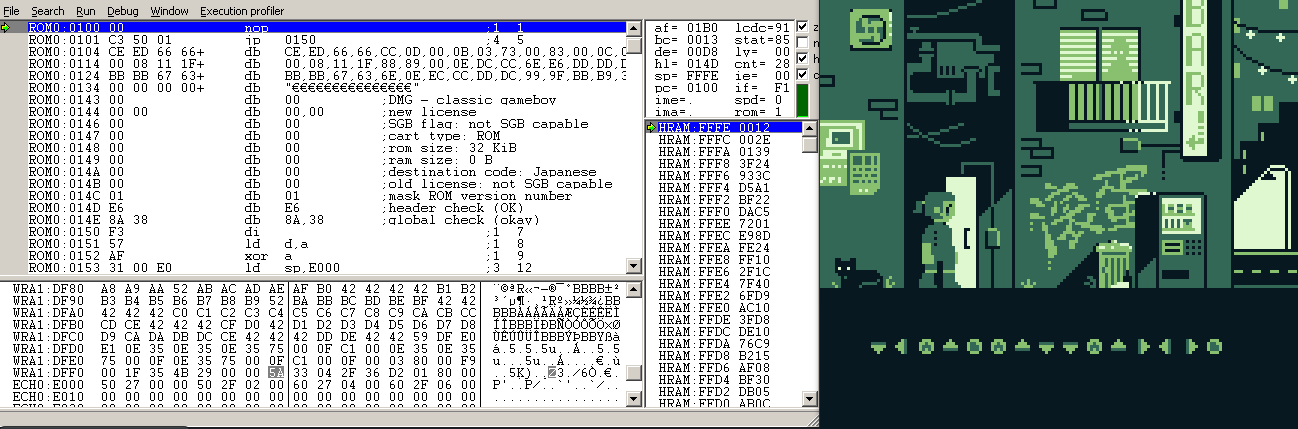 File Search Run Debug Window Execution profiler
ROM0:0100 00 nop ;1 1
ROM0:0101 C3 50 01 jp 0150 ;4 5
ROM0:0104 CE ED 66 66+ db CE,ED,66,66,CC,0D,00,0B,03,73,00,83,00,0C,0
ROM0:0114 00 08 11 1F+ db 00,08,11,1F,88,89,00,0E,DC,CC,6E,E6,DD,DD,D
ROM0:0124 BB BB 67 63+ db BB,BB,67,63,6E,0E,EC,CC,DD,DC,99,9F,BB,B9,3
ROM0:0134 00 00 00 00+ db "€€€€€€€€€€€€€€€"
ROM0:0143 00 db 00 ;DMG - classic gameboy
ROM0:0144 00 00 db 00,00 ;new license
ROM0:0146 00 db 00 ;SGB flag: not SGB capable
ROM0:0147 00 db 00 ;cart type: ROM
ROM0:0148 00 db 00 ;rom size: 32 KiB
ROM0:0149 00 db 00 ;ram size: 0 B
ROM0:014A 00 db 00 ;destination code: Japanese
ROM0:014B 00 db 00 ;old license: not SGB capable
ROM0:014C 01 db 01 ;mask ROM version number
ROM0:014D E6 db E6 ;header check (OK)
ROM0:014E 8A 38 db 8A,38 ;global check (okay)
ROM0:0150 F3 di ;1 7
ROM0:0151 57 ld d,a ;1 8
ROM0:0152 AF xor a ;1 9
ROM0:0153 31 00 E0 ld sp,E000 ;3 12
af= 01B0 lcdc=91
bc= 0013 stat=85
de= 00D8 ly= 00
hl= 014D cnt= 28
sp= FFFE ie= 00
pc= 0100 if= F1
ime=. spd= 0
ima=. rom= 1
HRAM:FFFE 0012
HRAM:FFFC 002E
HRAM:FFFA 0139
HRAM:FFF8 3F24
HRAM:FFF6 933C
HRAM:FFF4 D5A1
HRAM:FFF2 BF22
HRAM:FFF0 DAC5
HRAM:FFEE 7201
HRAM:FFEC E98D
HRAM:FFEA FE24
HRAM:FFE8 FF10
HRAM:FFE6 2F1C
HRAM:FFE4 7F40
HRAM:FFE2 6FD9
HRAM:FFE0 AC10
HRAM:FFDE 3FD8
HRAM:FFDC DE10
HRAM:FFDA 76C9
HRAM:FFD8 B215
HRAM:FFD6 AF08
HRAM:FFD4 BF30
HRAM:FFD2 DB05
HRAM:FFD0 AB0C
WRA1:DF80 A8 A9 AA 52 AB AC AD AE AF B0 42 42 42 42 B1 B2
WRA1:DF90 B3 B4 B5 B6 B7 B8 B9 52 BA BB BC BD BE BF 42 42
WRA1:DFA0 42 42 42 C0 C1 C2 C3 C4 C5 C6 C7 C8 C9 CA CB CC
WRA1:DFB0 CD CE 42 42 42 CF D0 42 D1 D2 D3 D4 D5 D6 D7 D8
WRA1:DFC0 D9 CA DA DB DC CE 42 42 42 DD DE 42 42 59 DF E0
WRA1:DFD0 E1 0E 35 0E 35 0E 35 75 00 0F C1 00 0E 35 0E 35
WRA1:DFE0 75 00 0F 0E 35 75 00 0F C1 00 0F 00 03 80 00 F9
WRA1:DFF0 00 1F 35 4B 29 00 00 5A 33 04 2F 36 D2 01 80 00
ECH0:E000 50 27 00 00 50 2F 02 00 60 27 04 00 60 2F 06 00
ECH0:E010 00 00 00 00 00 00 00 00 00 00 00 00 00 00 00 00
BAR